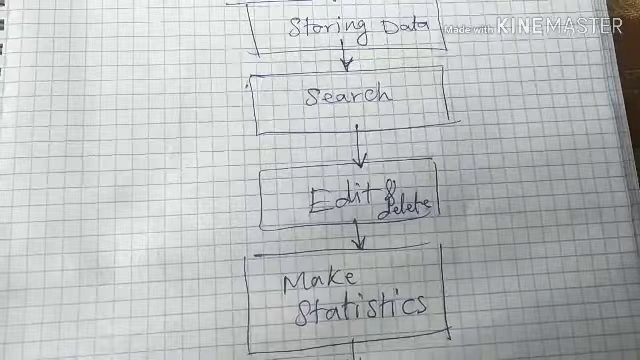 Storing Data
Made with KINEMASTER
Search
Edit &
delete
Make
Statistics